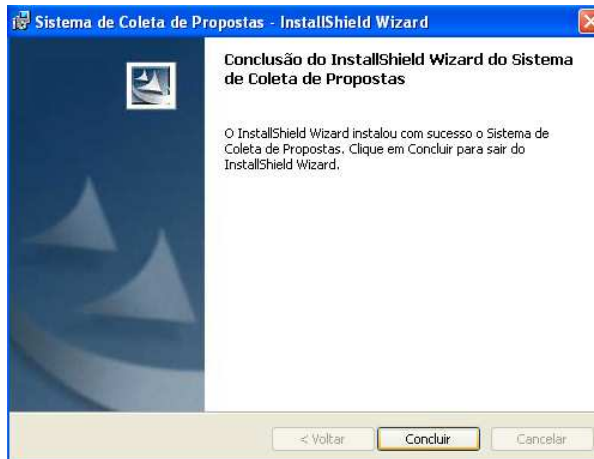 Sistema de Coleta de Propostas - InstallShield Wizard
Conclusão do InstallShield Wizard do Sistema
de Coleta de Propostas
O InstallShield Wizard instalou com sucesso o Sistema de
Coleta de Propostas. Clique em Concluir para sair do
InstallShield Wizard.
< Voltar
Concluir
Cancelar